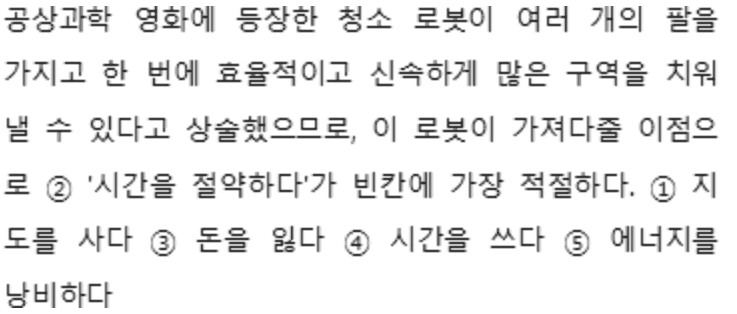 공상과학 영화에 등장한 청소 로봇이 여러 개의 팔을
가지고 한 번에 효율적이고 신속하게 많은 구역을 치워
낼 수 있다고 상술했으므로, 이 로봇이 가져다줄 이점으
로 ② '시간을 절약하다'가 빈칸에 가장 적절하다. ① 지
도를 사다 ③ 돈을 잃다 ④ 시간을 쓰다 ⑤ 에너지를
낭비하다